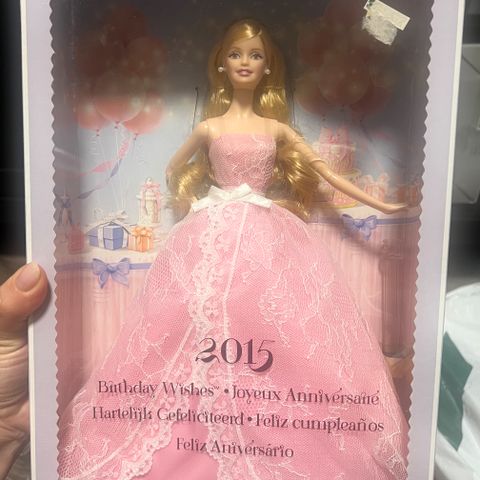 2015
Birthday Wishes™ • Joyeux Anniversaire
Hartelijk Gefeliciteerd • Feliz cumpleaños
Feliz Aniversário